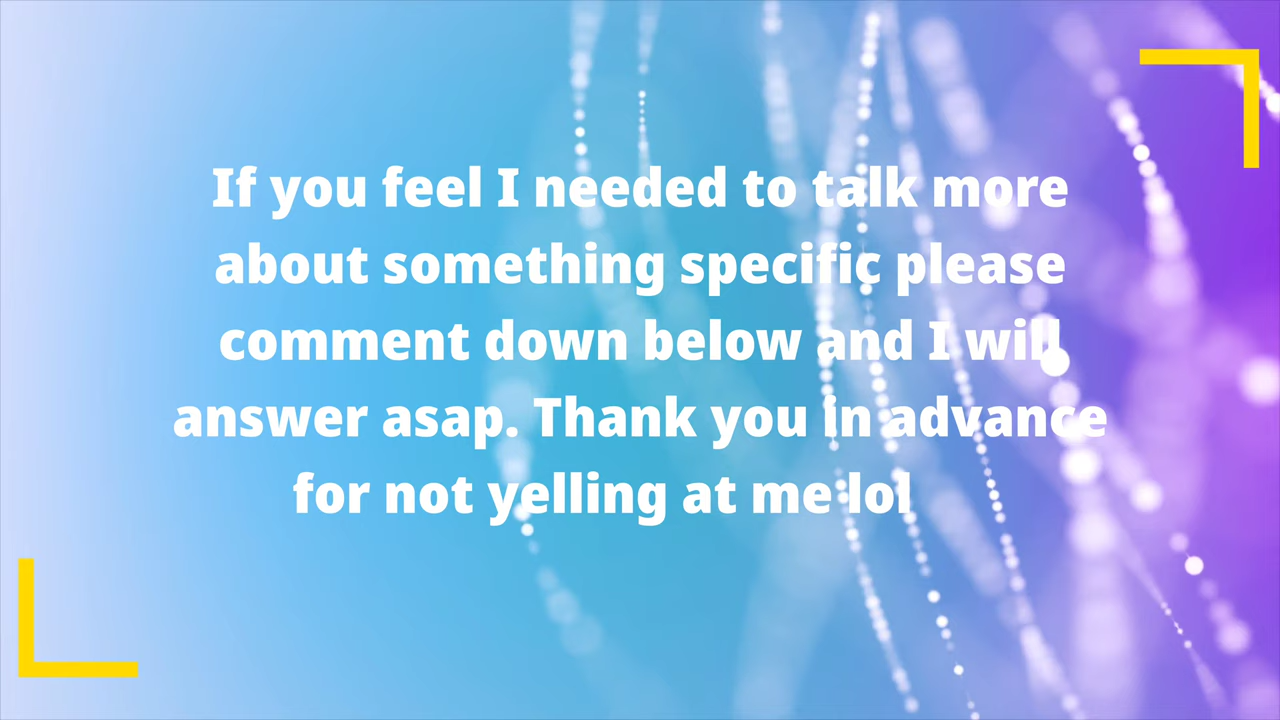 If you feel I needed to talk more
about something specific please
comment down below and I will
answer asap. Thank you in advance
for not yelling at me lol